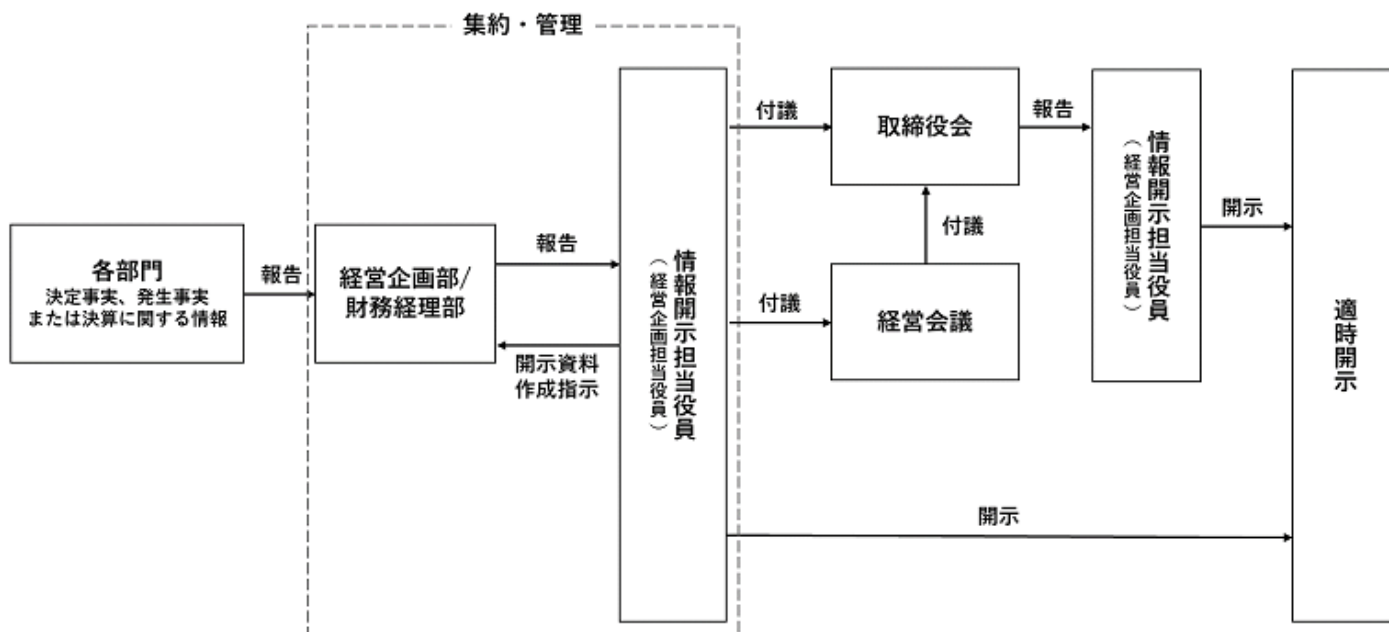 集約・管理
各部門
決定事実、発生事実
または決算に関する情報
報告
経営企画部/
財務経理部
報告
開示資料
作成指示
情報開示担当役員
（経営企画担当役員）
付議
付議
取締役会
付議
経営会議
報告
情報開示担当役員
（経営企画担当役員）
開示
開示
適時開示